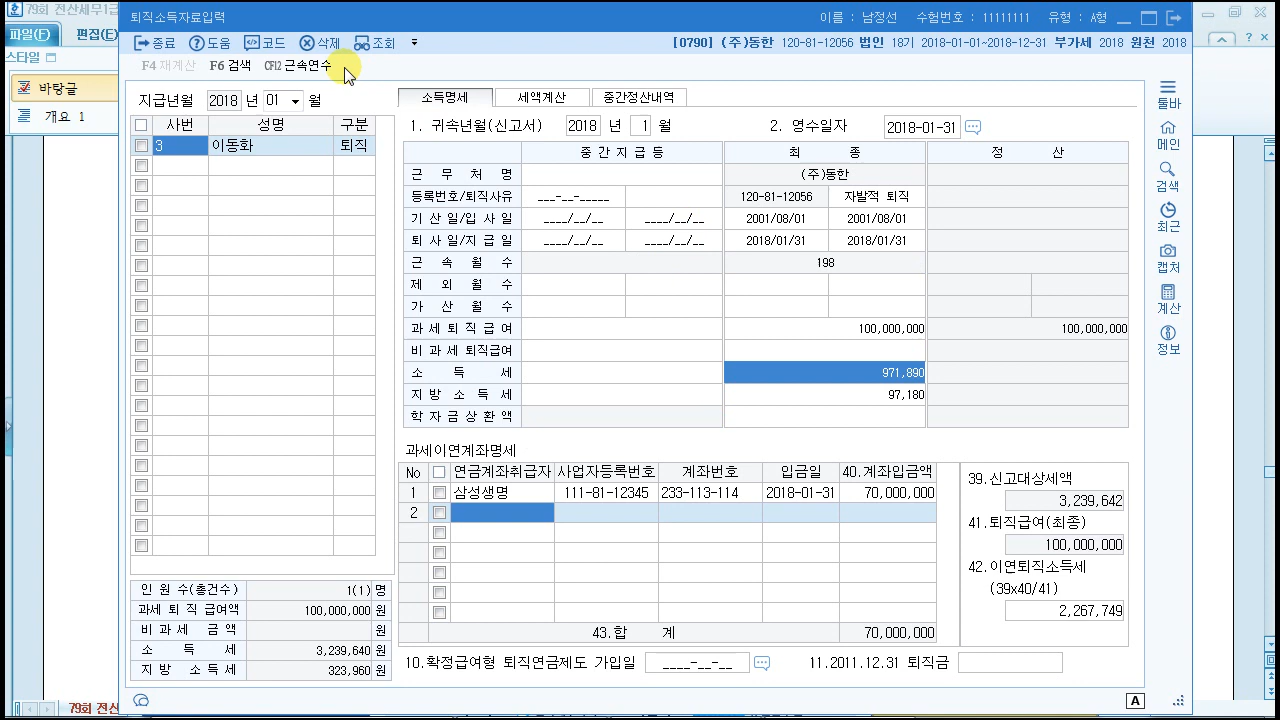 79회 전산세무1급
퇴직소득자료입력
이름 : 남정선 수험번호 : 11111111 유형 : A형
파일(F) 편집(E)
종료 도움 코드 삭제 조회
[0790] (주)동한 120-81-12056 법인 18기 2018-01-01-2018-12-31 부가세 2018 원천 2018
스타일
F4 재계산 F6 검색 CF12 근속연수
바탕글
개요 1
지급년월 2018 년 01 월
소득명세 세액계산 중간정산내역
사번 성명 구분
3 이동화 퇴직
1. 귀속년월(신고서) 2018 년 1 월 2. 영수일자 2018-01-31
중 간 지 급 등 최 종 정 산
근 무 처 명 (주)동한
등록번호/퇴직사유 ___-__-_____ 120-81-12056 자발적 퇴직
기 산 일/입 사 일 ____/__/__ ____/__/__ 2001/08/01 2001/08/01
퇴 사 일/지 급 일 ____/__/__ ____/__/__ 2018/01/31 2018/01/31
근 속 월 수 198
제 외 월 수
가 산 월 수
과 세 퇴 직 급 여 100,000,000 100,000,000
비 과 세 퇴직급여
소 득 세 971,890
지 방 소 득 세 97,180
학 자 금 상 환 액
과세이연계좌명세
No 연금계좌취급자 사업자등록번호 계좌번호 입금일 40.계좌입금액
1 삼성생명 111-81-12345 233-113-114 2018-01-31 70,000,000
2
43.합 계 70,000,000
39.신고대상세액
3,239,642
41.퇴직급여(최종)
100,000,000
42.이연퇴직소득세
(39x40/41)
2,267,749
인 원 수(총건수) 1(1) 명
과세 퇴 직 급여액 100,000,000 원
비 과 세 금 액 원
소 득 세 3,239,640 원
지 방 소 득 세 323,960 원
10.확정급여형 퇴직연금제도 가입일 ____-__-__ 11.2011.12.31 퇴직금
툴바
메인
검색
최근
캡처
계산
정보
A
79회 전산